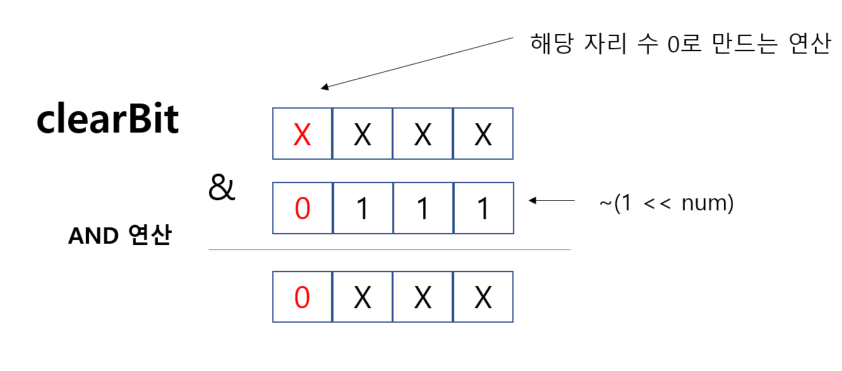 해당 자리 수 0로 만드는 연산
clearBit
X X X X
&
0 1 1 1
~(1 << num)
AND 연산
0 X X X